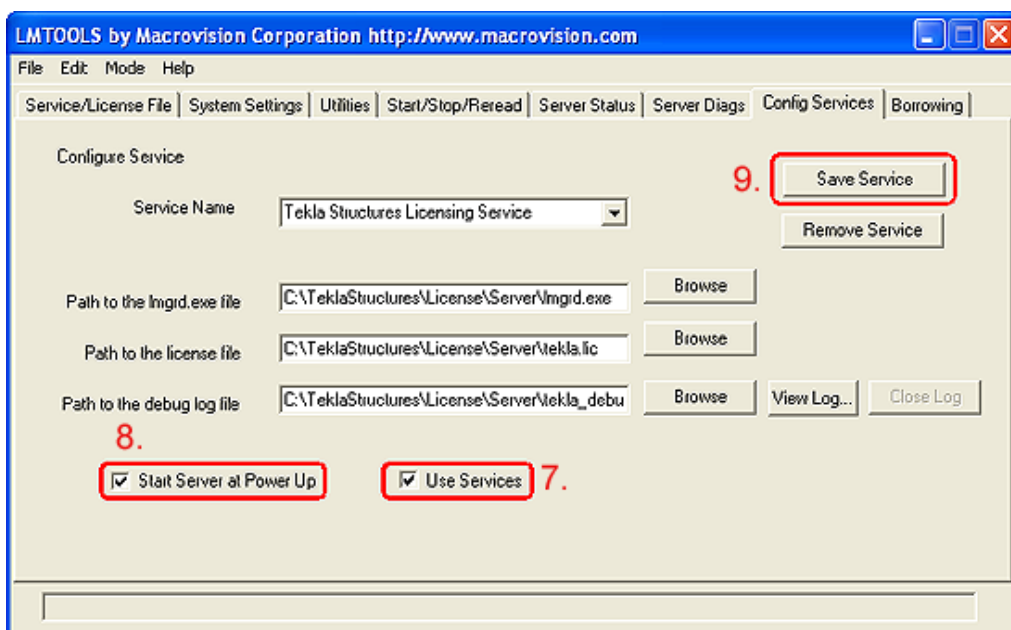 LMTOOLS by Macrovision Corporation http://www.macrovision.com
File Edit Mode Help
Service/License File System Settings Utilities Start/Stop/Reread Server Status Server Diags Config Services Borrowing
Configure Service
9. Save Service
Service Name Tekla Structures Licensing Service
Remove Service
Path to the lmgrd.exe file C:\TeklaStructures\License\Server\lmgrd.exe Browse
Path to the license file C:\TeklaStructures\License\Server\tekla.lic Browse
Path to the debug log file C:\TeklaStructures\License\Server\tekla_debu Browse View Log... Close Log
8.
Start Server at Power Up Use Services 7.